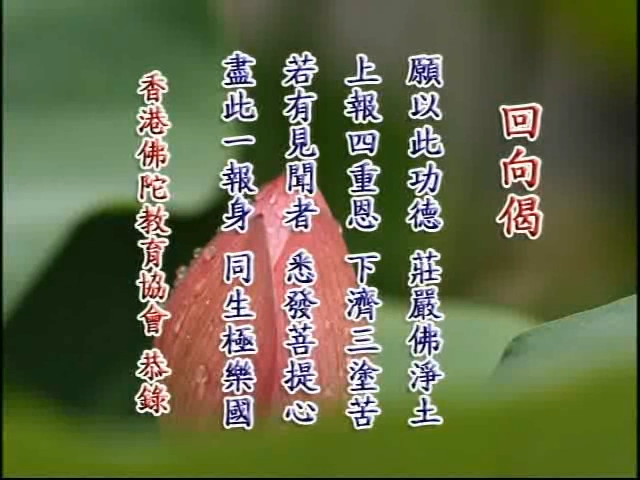 回向偈
願以此功德 莊嚴佛淨土
上報四重恩 下濟三塗苦
若有見聞者 悉發菩提心
盡此一報身 同生極樂國
香港佛陀教育協會 恭錄